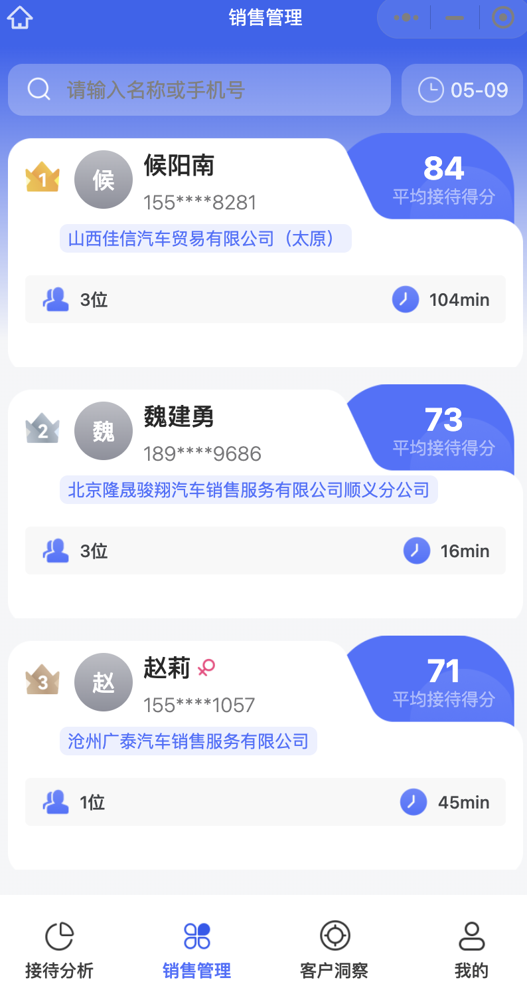 销售管理
请输入名称或手机号
05-09
1
候
候阳南
155****8281
84
平均接待得分
山西佳信汽车贸易有限公司（太原）
3位
104min
2
魏
魏建勇
189****9686
73
平均接待得分
北京隆晟骏翔汽车销售服务有限公司顺义分公司
3位
16min
3
赵
赵莉
155****1057
71
平均接待得分
沧州广泰汽车销售服务有限公司
1位
45min
接待分析
销售管理
客户洞察
我的